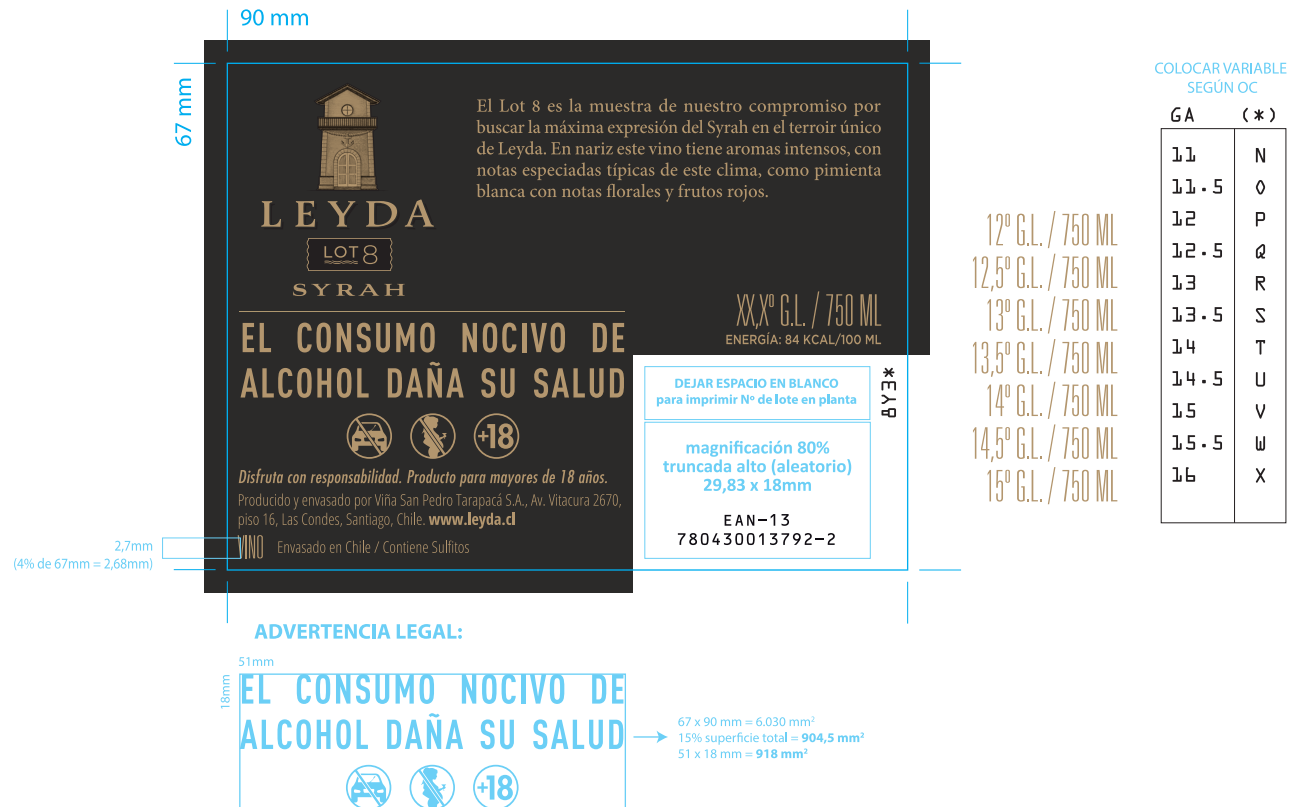 90 mm
67 mm
LEYDA
LOT 8
SYRAH
El Lot 8 es la muestra de nuestro compromiso por
buscar la máxima expresión del Syrah en el terroir único
de Leyda. En nariz este vino tiene aromas intensos, con
notas especiadas típicas de este clima, como pimienta
blanca con notas florales y frutos rojos.
XX,Xº G.L. / 750 ML
ENERGÍA: 84 KCAL/100 ML
EL CONSUMO NOCIVO DE
ALCOHOL DAÑA SU SALUD
+18
Disfruta con responsabilidad. Producto para mayores de 18 años.
Producido y envasado por Viña San Pedro Tarapacá S.A., Av. Vitacura 2670,
piso 16, Las Condes, Santiago, Chile. www.leyda.cl
VINO Envasado en Chile / Contiene Sulfitos
2,7mm
(4% de 67mm = 2,68mm)
DEJAR ESPACIO EN BLANCO
para imprimir Nº de lote en planta
8Y3*
magnificación 80%
truncada alto (aleatorio)
29,83 x 18mm
EAN-13
780430013792-2
12º G.L. / 750 ML
12,5º G.L. / 750 ML
13º G.L. / 750 ML
13,5º G.L. / 750 ML
14º G.L. / 750 ML
14,5º G.L. / 750 ML
15º G.L. / 750 ML
COLOCAR VARIABLE
SEGÚN OC
GA (*)
11 N
11.5 O
12 P
12.5 Q
13 R
13.5 S
14 T
14.5 U
15 V
15.5 W
16 X
ADVERTENCIA LEGAL:
51mm
18mm
EL CONSUMO NOCIVO DE
ALCOHOL DAÑA SU SALUD
+18
67 x 90 mm = 6.030 mm²
15% superficie total = 904,5 mm²
51 x 18 mm = 918 mm²